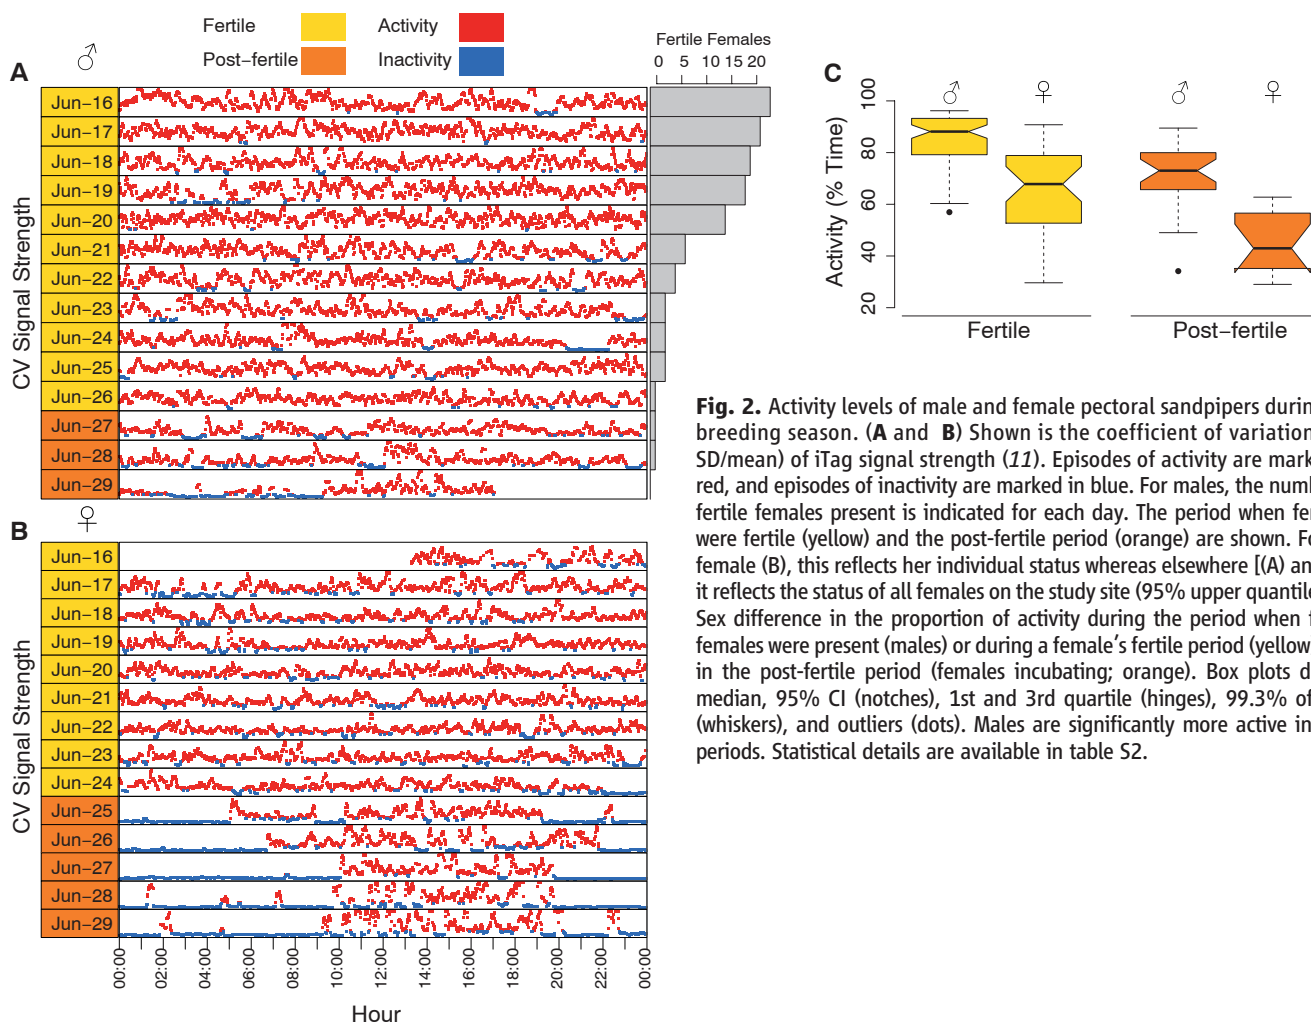 Fertile
Activity
Post−fertile
Inactivity
A
♂
Fertile Females
0 5 10 15 20
CV Signal Strength
Jun−16
Jun−17
Jun−18
Jun−19
Jun−20
Jun−21
Jun−22
Jun−23
Jun−24
Jun−25
Jun−26
Jun−27
Jun−28
Jun−29
B
♀
CV Signal Strength
Jun−16
Jun−17
Jun−18
Jun−19
Jun−20
Jun−21
Jun−22
Jun−23
Jun−24
Jun−25
Jun−26
Jun−27
Jun−28
Jun−29
00:00 02:00 04:00 06:00 08:00 10:00 12:00 14:00 16:00 18:00 20:00 22:00 00:00
Hour
C
♂ ♀ ♂ ♀
Activity (% Time)
100
80
60
40
20
Fertile Post−fertile
Fig. 2. Activity levels of male and female pectoral sandpipers durin
breeding season. (A and B) Shown is the coefficient of variation
SD/mean) of iTag signal strength (11). Episodes of activity are mark
red, and episodes of inactivity are marked in blue. For males, the num
fertile females present is indicated for each day. The period when fer
were fertile (yellow) and the post-fertile period (orange) are shown. Fo
female (B), this reflects her individual status whereas elsewhere [(A) an
it reflects the status of all females on the study site (95% upper quantile
Sex difference in the proportion of activity during the period when f
females were present (males) or during a female's fertile period (yellow
in the post-fertile period (females incubating; orange). Box plots d
median, 95% CI (notches), 1st and 3rd quartile (hinges), 99.3% of
(whiskers), and outliers (dots). Males are significantly more active in
periods. Statistical details are available in table S2.